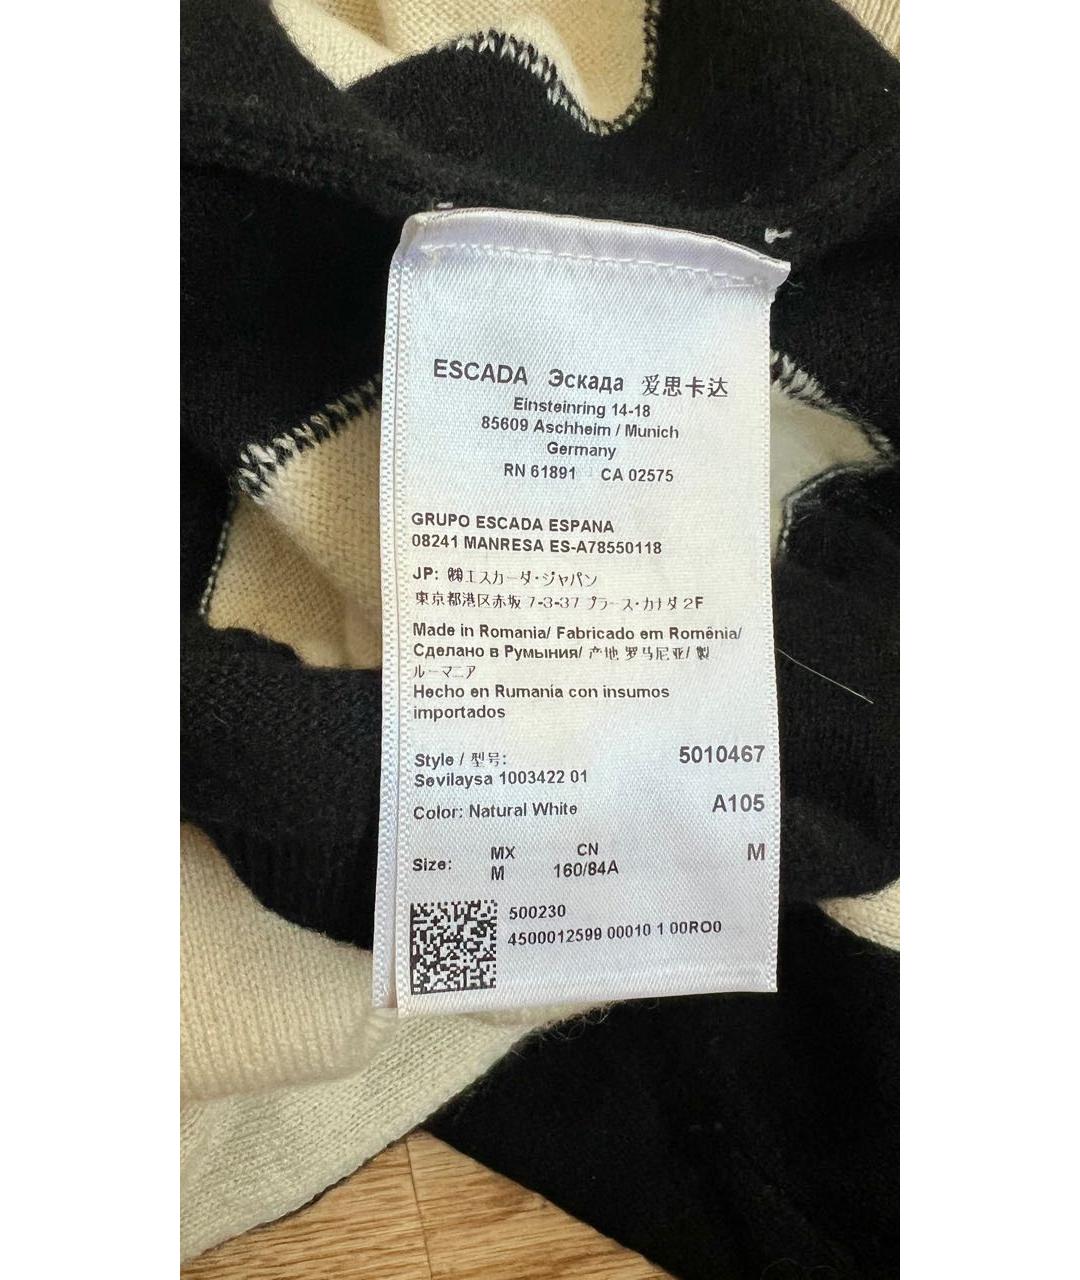 ESCADA Эскада 爱思卡达
Einsteinring 14-18
85609 Aschheim / Munich
Germany
RN 61891 CA 02575
GRUPO ESCADA ESPANA
08241 MANRESA ES-A78550118
JP: ㈱エスカーダ・ジャパン
東京都港区赤坂 7-3-37 プラース・カナダ 2F
Made in Romania/ Fabricado em Romênia/
Сделано в Румыния/ 产地 罗马尼亚/ 製
ルーマニア
Hecho en Rumanía con insumos
importados
Style / 型号: 5010467
Sevilaysa 1003422 01
Color: Natural White A105
Size: MX CN M
M 160/84A
500230
4500012599 00010 1 00RO0